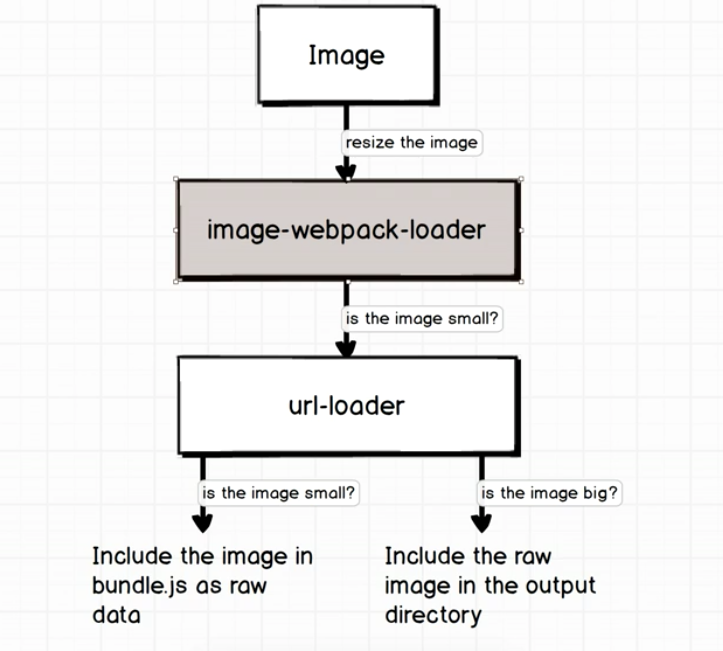 Image
resize the image
image-webpack-loader
is the image small?
url-loader
is the image small?
is the image big?
Include the image in
bundle.js as raw
data
Include the raw
image in the output
directory